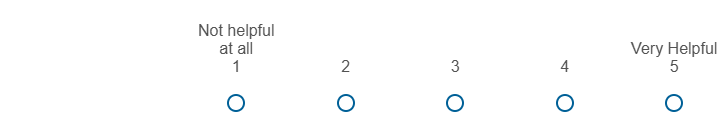 Not helpful
at all
Very Helpful
1 2 3 4 5